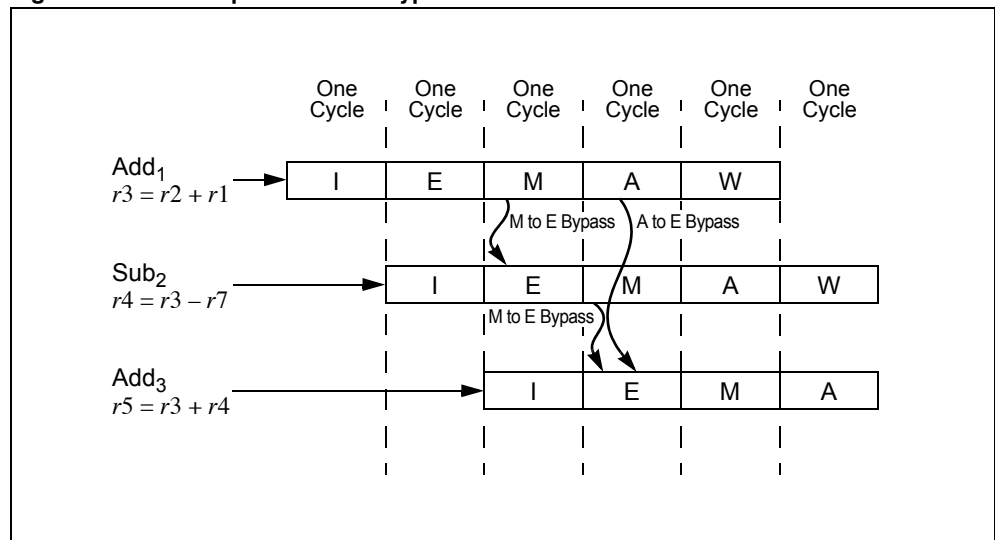 One Cycle One Cycle One Cycle One Cycle One Cycle One Cycle
Add1
r3 = r2 + r1
I E M A W
M to E Bypass A to E Bypass
Sub2
r4 = r3 – r7
I E M A W
M to E Bypass
Add3
r5 = r3 + r4
I E M A